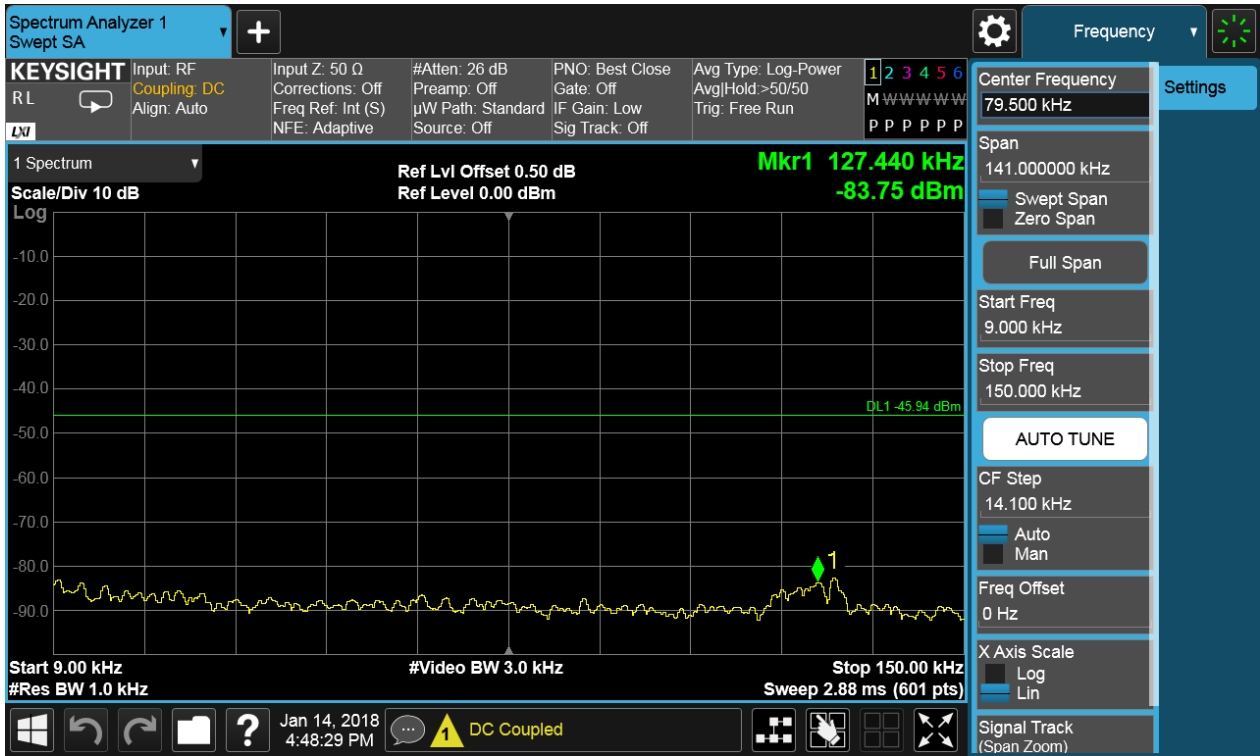 Spectrum Analyzer 1
Swept SA
Frequency
KEYSIGHT
RL
LXI
Input: RF
Coupling: DC
Align: Auto
Input Z: 50 Ω
Corrections: Off
Freq Ref: Int (S)
NFE: Adaptive
#Atten: 26 dB
Preamp: Off
µW Path: Standard
Source: Off
PNO: Best Close
Gate: Off
IF Gain: Low
Sig Track: Off
Avg Type: Log-Power
Avg|Hold:>50/50
Trig: Free Run
1 2 3 4 5 6
M W W W W W
P P P P P P
1 Spectrum
Scale/Div 10 dB
Log
Ref Lvl Offset 0.50 dB
Ref Level 0.00 dBm
Mkr1 127.440 kHz
-83.75 dBm
-10.0
-20.0
-30.0
-40.0
DL1 -45.94 dBm
-50.0
-60.0
-70.0
-80.0
1
-90.0
Start 9.00 kHz
#Video BW 3.0 kHz
Stop 150.00 kHz
#Res BW 1.0 kHz
Sweep 2.88 ms (601 pts)
Center Frequency
79.500 kHz
Span
141.000000 kHz
Swept Span
Zero Span
Full Span
Start Freq
9.000 kHz
Stop Freq
150.000 kHz
AUTO TUNE
CF Step
14.100 kHz
Auto
Man
Freq Offset
0 Hz
X Axis Scale
Log
Lin
Signal Track
(Span Zoom)
Settings
?
Jan 14, 2018
4:48:29 PM
1
DC Coupled